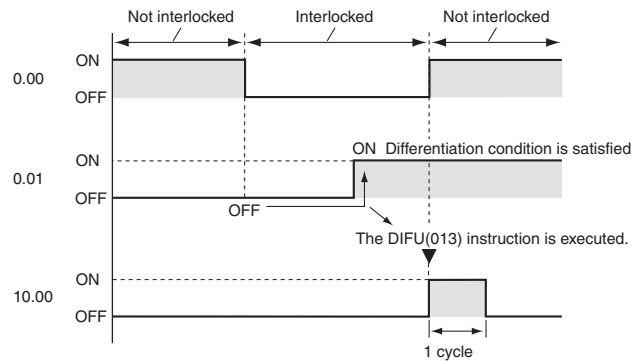 Not interlocked Interlocked Not interlocked
ON
0.00
OFF
ON Differentiation condition is satisfied
ON
0.01
OFF
OFF
The DIFU(013) instruction is executed.
ON
10.00
OFF
1 cycle